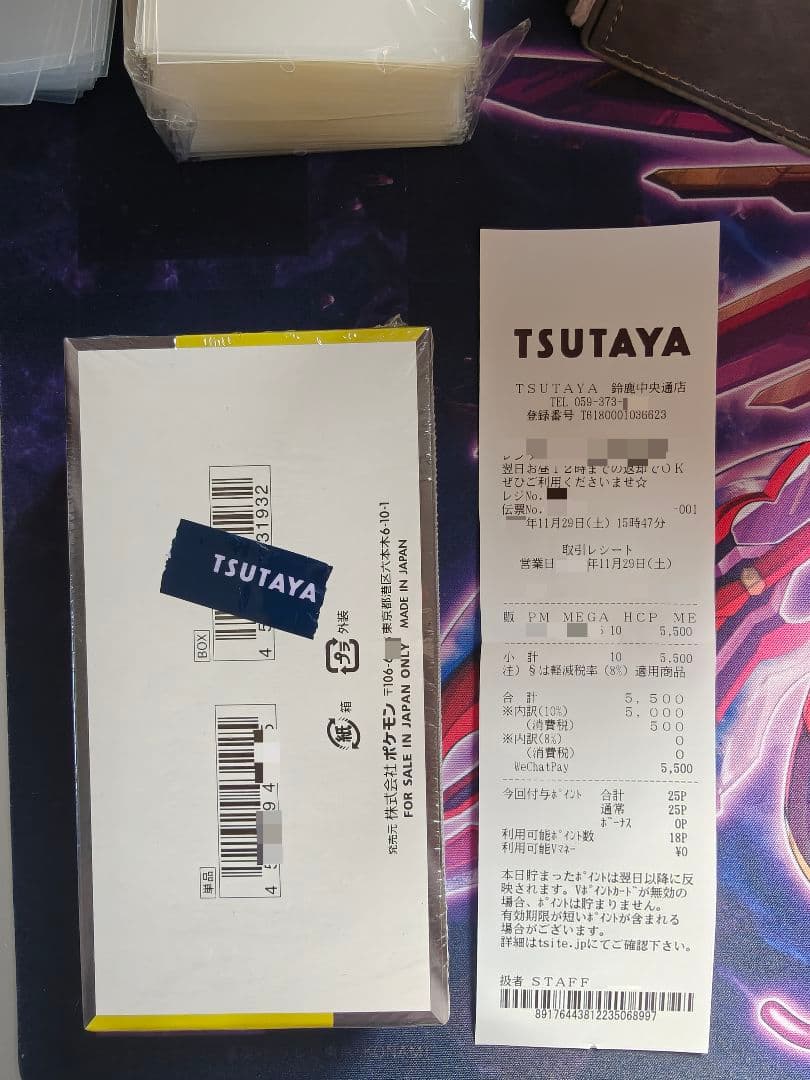 TSUTAYA
31932
BOX
4
外装
プラ
箱
紙
単品
4
94
発売元 株式会社ポケモン 〒106- 東京都港区六本木6-10-1
FOR SALE IN JAPAN ONLY MADE IN JAPAN
TSUTAYA
TSUTAYA 鈴鹿中央通店
TEL 059-373-
登録番号 T6180001036623
翌日お昼12時までの返却でOK
ぜひご利用くださいませ☆
レジNo.
伝票No. -001
年11月29日(土) 15時47分
取引レシート
営業日 年11月29日(土)
販 PM MEGA HCP ME
10 5,500
小 計 10 5,500
注) §は軽減税率(8%)適用商品
合 計 5,500
※内訳(10%) 5,000
(消費税) 500
※内訳(8%) 0
(消費税) 0
WeChatPay 5,500
今回付与ポイント 合計 25P
通常 25P
ボーナス 0P
利用可能ポイント数 18P
利用可能Vマネー ¥0
本日貯まったポイントは翌日以降に反
映されます。Vポイントカードが無効の
場合、ポイントは貯まりません。
有効期限が短いポイントが含まれる
場合がございます。
詳細はtsite.jpにてご確認下さい。
扱者 STAFF
89176443812235068997